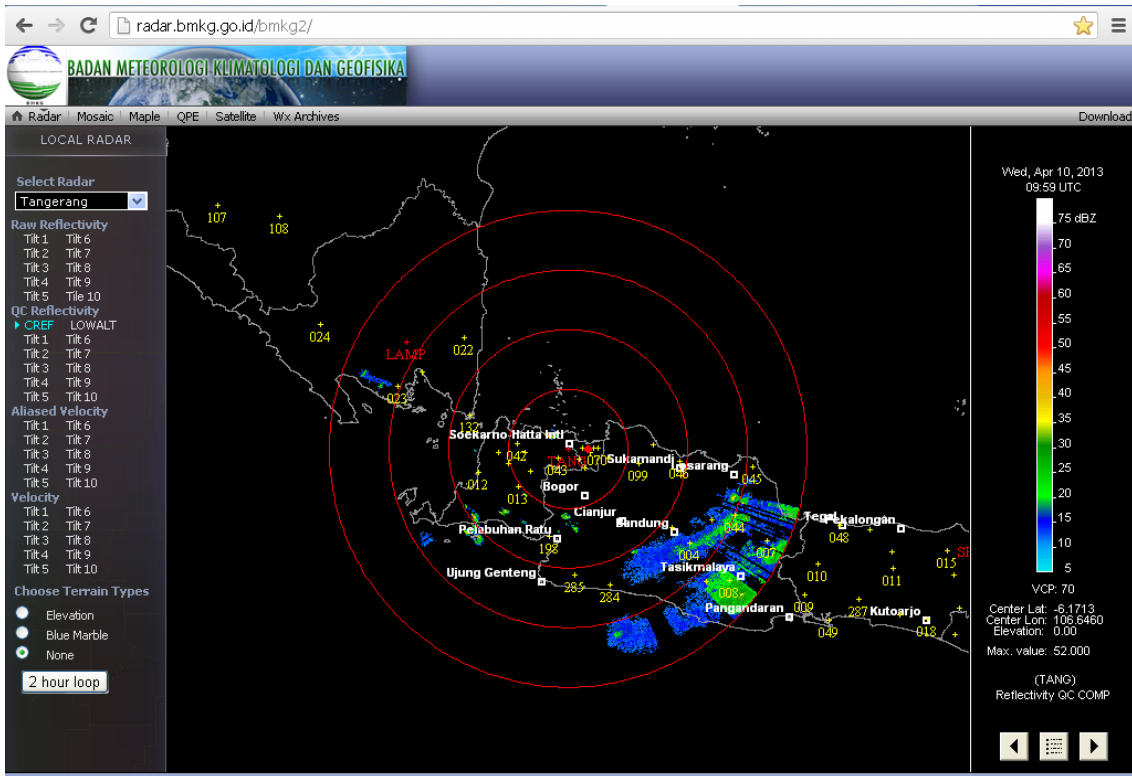 radar.bmkg.go.id/bmkg2/
BADAN METEOROLOGI KLIMATOLOGI DAN GEOFISIKA
BMKG
Radar Mosaic Maple QPE Satellite Wx Archives Download
LOCAL RADAR
Select Radar
Tangerang
Raw Reflectivity
Tilt 1 Tilt 6
Tilt 2 Tilt 7
Tilt 3 Tilt 8
Tilt 4 Tilt 9
Tilt 5 Tile 10
QC Reflectivity
CREF LOWALT
Tilt 1 Tilt 6
Tilt 2 Tilt 7
Tilt 3 Tilt 8
Tilt 4 Tilt 9
Tilt 5 Tilt 10
Aliased Velocity
Tilt 1 Tilt 6
Tilt 2 Tilt 7
Tilt 3 Tilt 8
Tilt 4 Tilt 9
Tilt 5 Tilt 10
Velocity
Tilt 1 Tilt 6
Tilt 2 Tilt 7
Tilt 3 Tilt 8
Tilt 4 Tilt 9
Tilt 5 Tilt 10
Choose Terrain Types
Elevation
Blue Marble
None
2 hour loop
107
108
024
022
LAMP
023
132
Soekarno-Hatta Intl
042
TANG
070
043
Sukamandi
099
046
045
012
013
Bogor
Cianjur
Bandung
044
Tegal
Pekalongan
048
Pelabuhan Ratu
198
004
007
015
Ujung Genteng
285
284
Tasikmalaya
008
010
011
Pangandaran
009
049
287
Kutoarjo
018
Wed, Apr 10, 2013
09:59 UTC
75 dBZ
70
65
60
55
50
45
40
35
30
25
20
15
10
5
VCP: 70
Center Lat: -6.1713
Center Lon: 106.6460
Elevation: 0.00
Max. value: 52.000
(TANG)
Reflectivity QC COMP